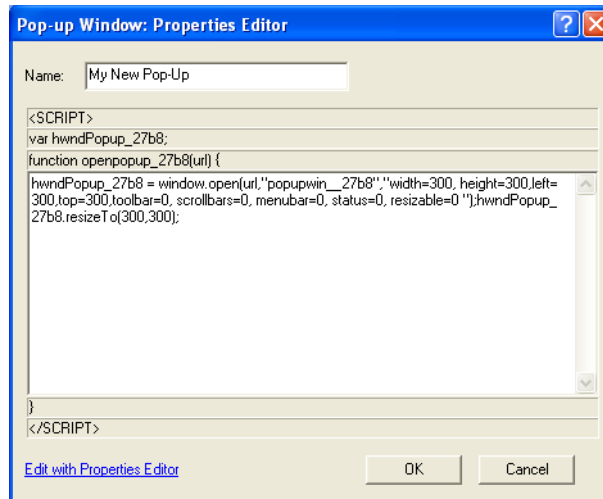 Pop-up Window: Properties Editor
Name: My New Pop-Up
<SCRIPT>
var hwndPopup_27b8;
function openpopup_27b8(url) {
hwndPopup_27b8 = window.open(url,"popupwin__27b8","width=300, height=300,left=
300,top=300,toolbar=0, scrollbars=0, menubar=0, status=0, resizable=0 ");hwndPopup_
27b8.resizeTo(300,300);
}
</SCRIPT>
Edit with Properties Editor
OK Cancel